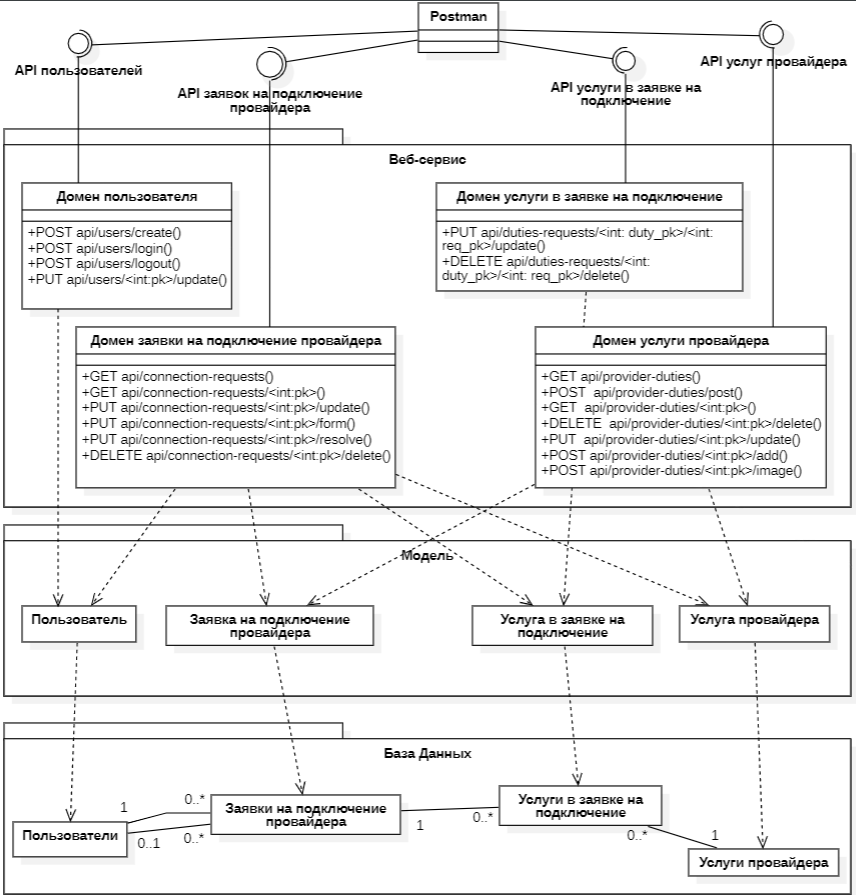 Postman
API пользователей
API заявок на подключение
провайдера
API услуги в заявке на
подключение
API услуг провайдера
Веб-сервис
Домен пользователя
+POST api/users/create()
+POST api/users/login()
+POST api/users/logout()
+PUT api/users/<int:pk>/update()
Домен услуги в заявке на подключение
+PUT api/duties-requests/<int: duty_pk>/<int:
req_pk>/update()
+DELETE api/duties-requests/<int:
duty_pk>/<int: req_pk>/delete()
Домен заявки на подключение провайдера
+GET api/connection-requests()
+GET api/connection-requests/<int:pk>()
+PUT api/connection-requests/<int:pk>/update()
+PUT api/connection-requests/<int:pk>/form()
+PUT api/connection-requests/<int:pk>/resolve()
+DELETE api/connection-requests/<int:pk>/delete()
Домен услуги провайдера
+GET api/provider-duties()
+POST  api/provider-duties/post()
+GET  api/provider-duties/<int:pk>()
+DELETE  api/provider-duties/<int:pk>/delete()
+PUT  api/provider-duties/<int:pk>/update()
+POST api/provider-duties/<int:pk>/add()
+POST api/provider-duties/<int:pk>/image()
Модель
Пользователь
Заявка на подключение
провайдера
Услуга в заявке на
подключение
Услуга провайдера
База Данных
Пользователи
1
0..*
0..1
0..*
Заявки на подключение
провайдера
1
0..*
Услуги в заявке на
подключение
0..*
1
Услуги провайдера